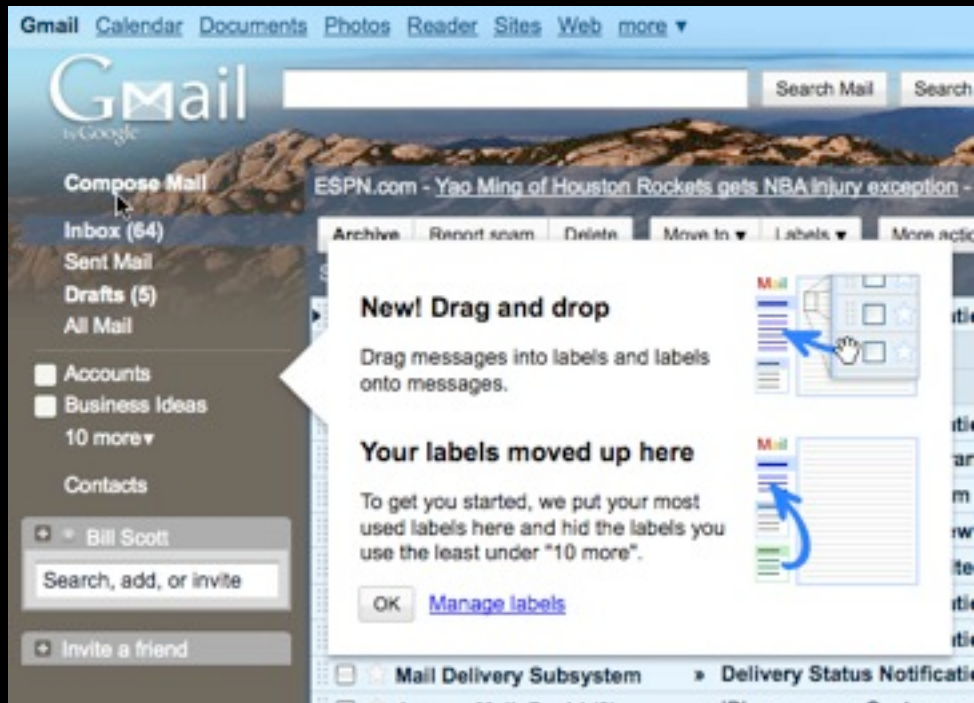 Gmail Calendar Documents Photos Reader Sites Web more ▼
Gmail
by Google
Search Mail Search
Compose Mail
ESPN.com - Yao Ming of Houston Rockets gets NBA Injury exception -
Inbox (64)
Archive Report spam Delete Move to ▼ Labels ▼ More actio
Sent Mail
Drafts (5)
All Mail
Accounts
Business Ideas
10 more▼
Contacts
Bill Scott
Search, add, or invite
Invite a friend
New! Drag and drop
Drag messages into labels and labels
onto messages.
Mail
Your labels moved up here
To get you started, we put your most
used labels here and hid the labels you
use the least under "10 more".
Mail
OK Manage labels
Mail Delivery Subsystem » Delivery Status Notificatio